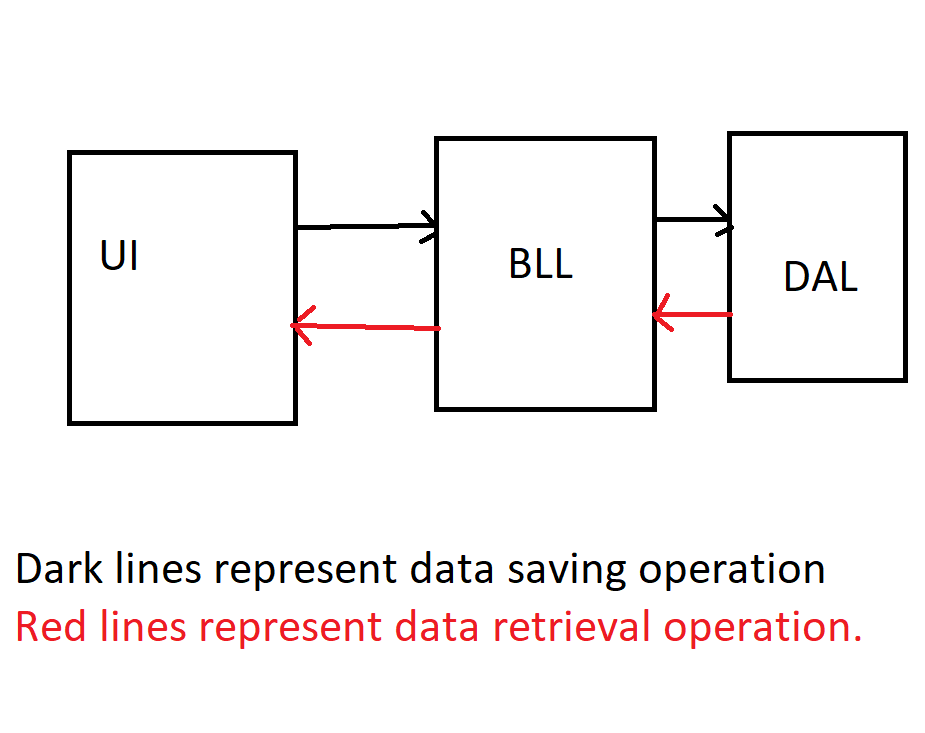 UI
BLL
DAL
Dark lines represent data saving operation
Red lines represent data retrieval operation.